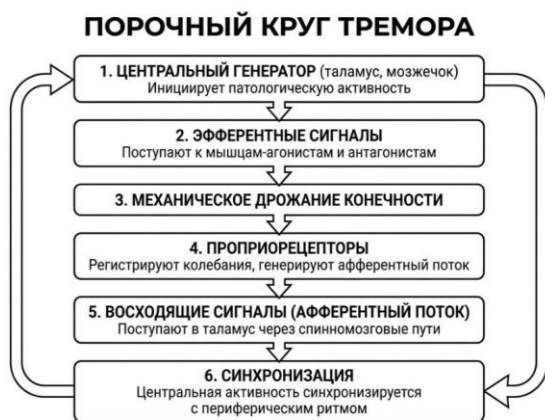 ПОРОЧНЫЙ КРУГ ТРЕМОРА
1. ЦЕНТРАЛЬНЫЙ ГЕНЕРАТОР (таламус, мозжечок)
Инициирует патологическую активность
2. ЭФФЕРЕНТНЫЕ СИГНАЛЫ
Поступают к мышцам-агонистам и антагонистам
3. МЕХАНИЧЕСКОЕ ДРОЖАНИЕ КОНЕЧНОСТИ
4. ПРОПРИОРЕЦЕПТОРЫ
Регистрируют колебания, генерируют афферентный поток
5. ВОСХОДЯЩИЕ СИГНАЛЫ (АФФЕРЕНТНЫЙ ПОТОК)
Поступают в таламус через спинномозговые пути
6. СИНХРОНИЗАЦИЯ
Центральная активность синхронизируется
с периферическим ритмом